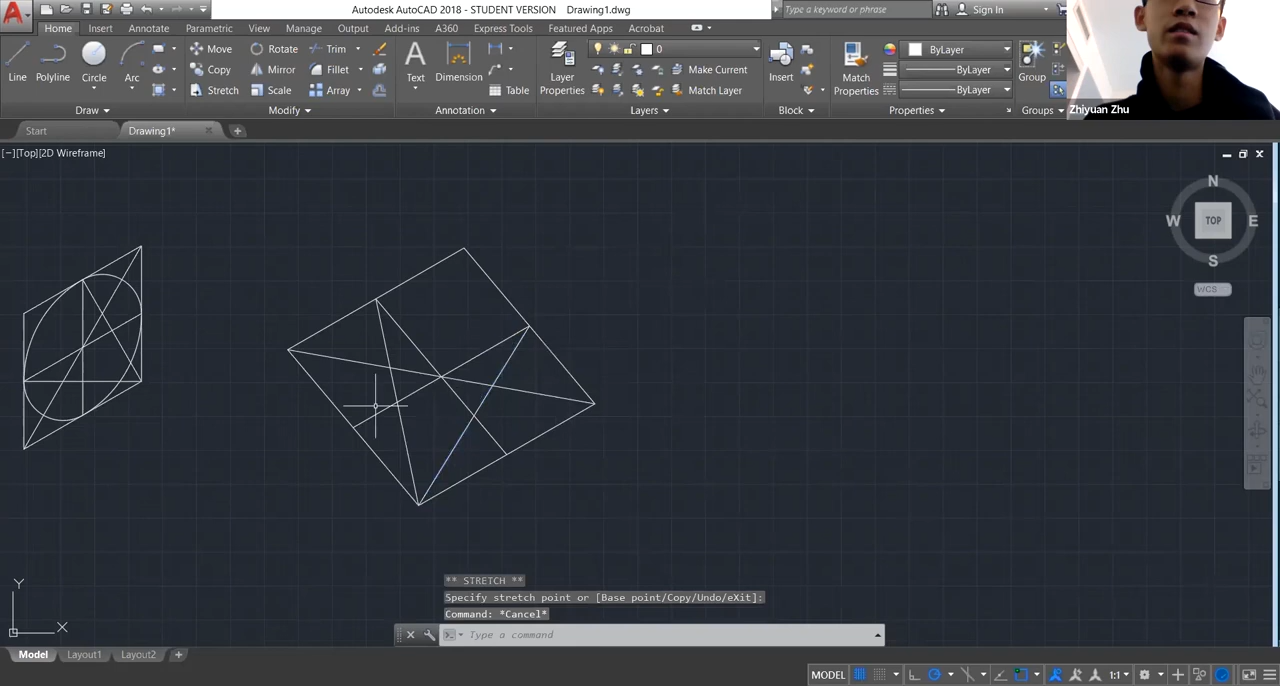 Autodesk AutoCAD 2018 - STUDENT VERSION Drawing1.dwg
Type a keyword or phrase
Sign In
Home Insert Annotate Parametric View Manage Output Add-ins A360 Express Tools Featured Apps Acrobat
Line
Polyline
Circle
Arc
Move
Rotate
Trim
Copy
Mirror
Fillet
Stretch
Scale
Array
Text
Dimension
Table
Layer
Properties
0
Make Current
Match Layer
Insert
Match
Properties
ByLayer
ByLayer
ByLayer
Group
Draw
Modify
Annotation
Layers
Block
Properties
Groups
Zhiyuan Zhu
Start
Drawing1*
[−][Top][2D Wireframe]
N
W
TOP
E
S
WCS
** STRETCH **
Specify stretch point or [Base point/Copy/Undo/eXit]:
Command: *Cancel*
Type a command
Y
X
Model
Layout1
Layout2
MODEL
1:1